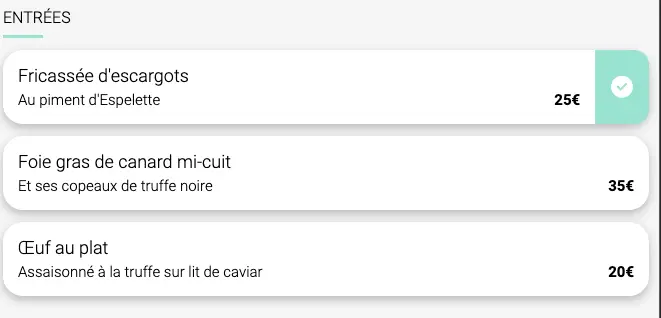 ENTRÉES
Fricassée d'escargots
Au piment d'Espelette
25€
Foie gras de canard mi-cuit
Et ses copeaux de truffe noire
35€
Œuf au plat
Assaisonné à la truffe sur lit de caviar
20€